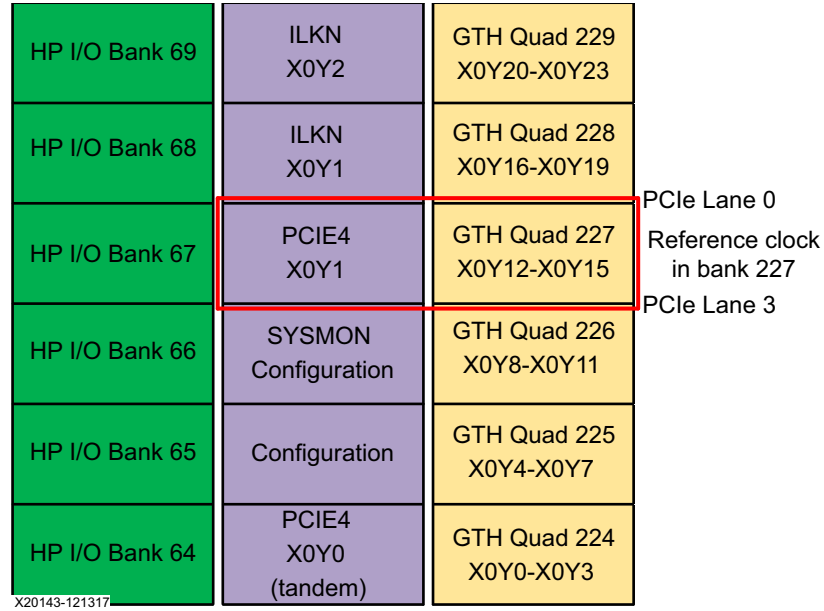 HP I/O Bank 69
ILKN
X0Y2
GTH Quad 229
X0Y20-X0Y23
HP I/O Bank 68
ILKN
X0Y1
GTH Quad 228
X0Y16-X0Y19
PCIe Lane 0
HP I/O Bank 67
PCIE4
X0Y1
GTH Quad 227
X0Y12-X0Y15
Reference clock
in bank 227
PCIe Lane 3
HP I/O Bank 66
SYSMON
Configuration
GTH Quad 226
X0Y8-X0Y11
HP I/O Bank 65
Configuration
GTH Quad 225
X0Y4-X0Y7
HP I/O Bank 64
PCIE4
X0Y0
(tandem)
GTH Quad 224
X0Y0-X0Y3
X20143-121317